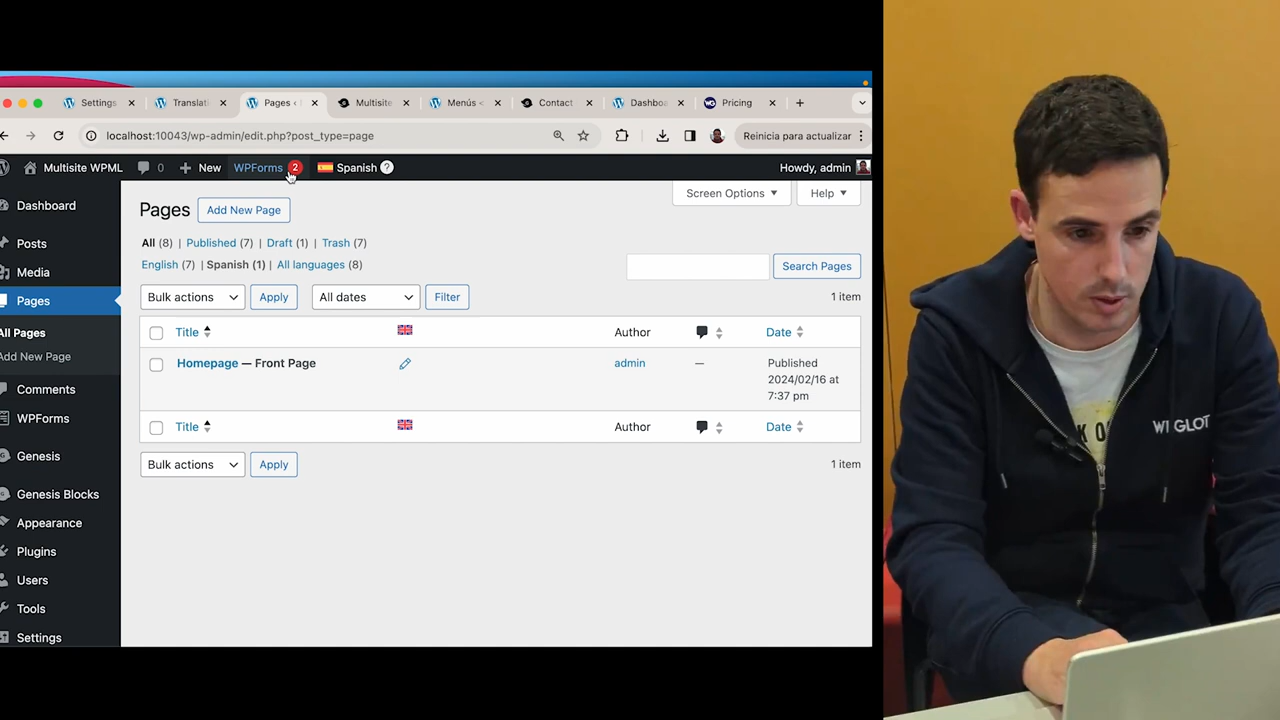 Settings
Translati
Pages ‹
Multisite
Menús ‹
Contact
Dashboa
Pricing
localhost:10043/wp-admin/edit.php?post_type=page
Reinicia para actualizar
Multisite WPML
0
New
WPForms 2
Spanish ?
Howdy, admin
Dashboard
Posts
Media
Pages
All Pages
Add New Page
Comments
WPForms
Genesis
Genesis Blocks
Appearance
Plugins
Users
Tools
Settings
Screen Options
Help
Pages Add New Page
All (8) | Published (7) | Draft (1) | Trash (7)
English (7) | Spanish (1) | All languages (8)
Search Pages
Bulk actions Apply All dates Filter
1 item
Title Author Date
Homepage — Front Page admin — Published
2024/02/16 at
7:37 pm
Title Author Date
Bulk actions Apply
1 item